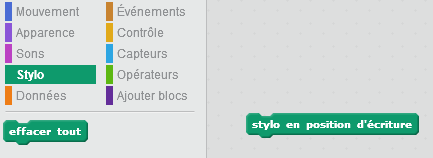 Mouvement
Apparence
Sons
Stylo
Données
Événements
Contrôle
Capteurs
Opérateurs
Ajouter blocs
effacer tout
stylo en position d'écriture